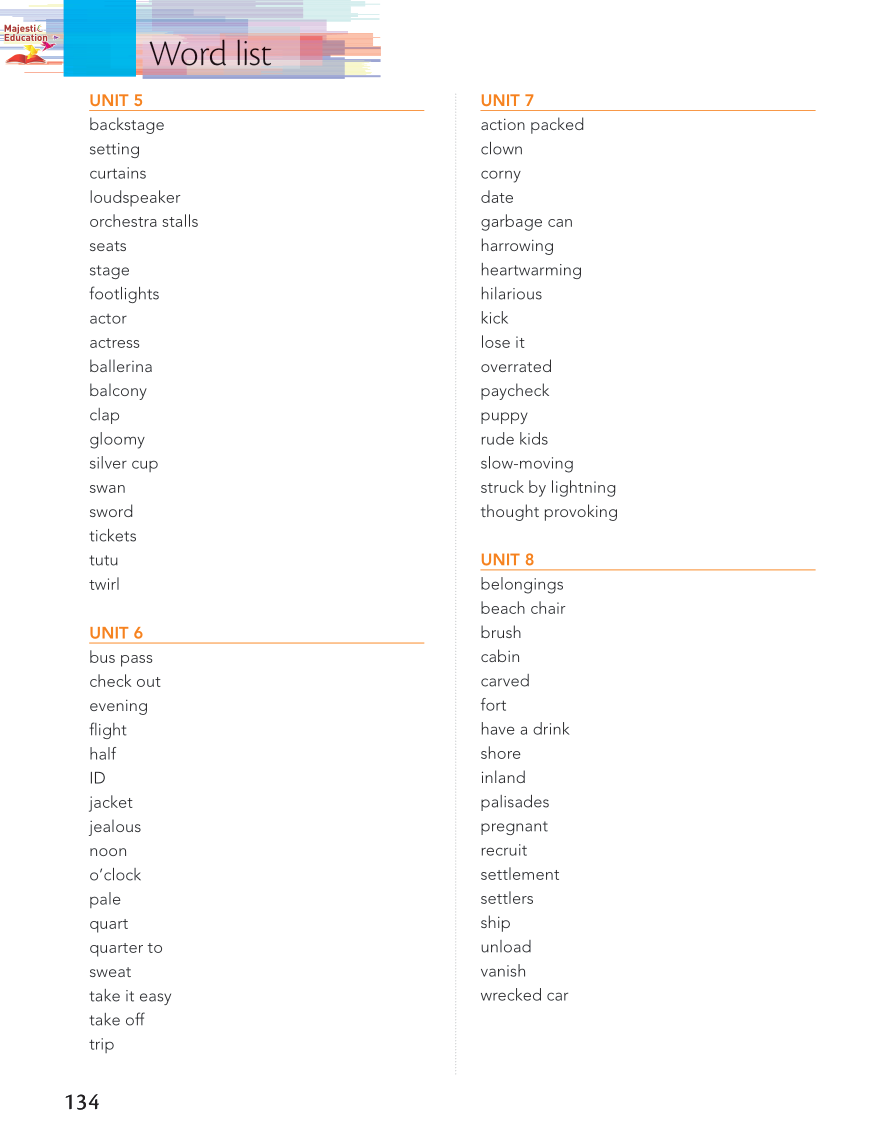 Majestic
Education
Word list
UNIT 5
backstage
setting
curtains
loudspeaker
orchestra stalls
seats
stage
footlights
actor
actress
ballerina
balcony
clap
gloomy
silver cup
swan
sword
tickets
tutu
twirl
UNIT 6
bus pass
check out
evening
flight
half
ID
jacket
jealous
noon
o’clock
pale
quart
quarter to
sweat
take it easy
take off
trip
UNIT 7
action packed
clown
corny
date
garbage can
harrowing
heartwarming
hilarious
kick
lose it
overrated
paycheck
puppy
rude kids
slow-moving
struck by lightning
thought provoking
UNIT 8
belongings
beach chair
brush
cabin
carved
fort
have a drink
shore
inland
palisades
pregnant
recruit
settlement
settlers
ship
unload
vanish
wrecked car
134